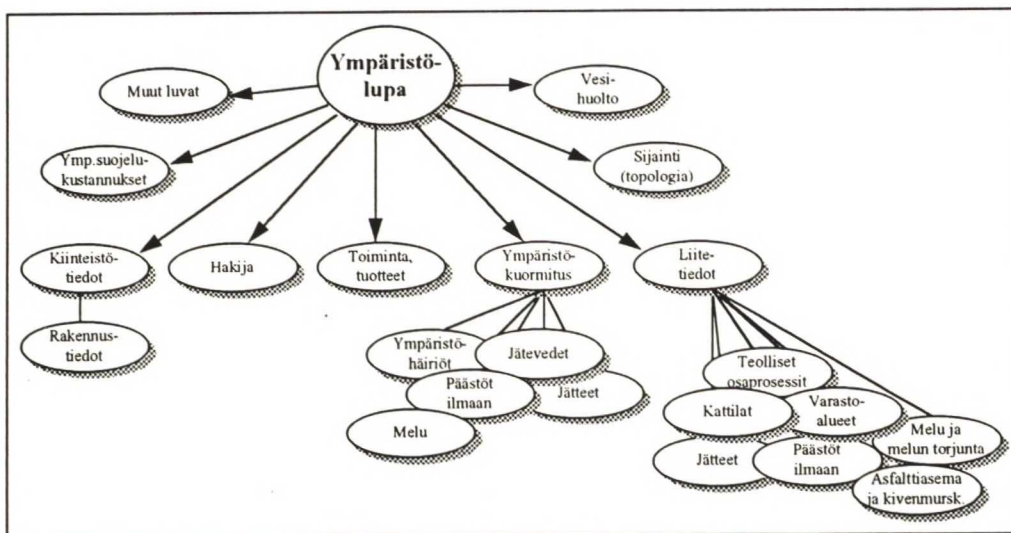 Ympäristö-
lupa
Muut luvat
Vesi-
huolto
Ymp.suojelu-
kustannukset
Sijainti
(topologia)
Kiinteistö-
tiedot
Hakija
Toiminta,
tuotteet
Ympäristö-
kuormitus
Liite-
tiedot
Rakennus-
tiedot
Ympäristö-
häiriöt
Jätevedet
Päästöt
ilmaan
Jätteet
Melu
Teolliset
osaprosessit
Kattilat
Varasto-
alueet
Jätteet
Päästöt
ilmaan
Melu ja
melun torjunta
Asfalttiasema
ja kivenmursk.